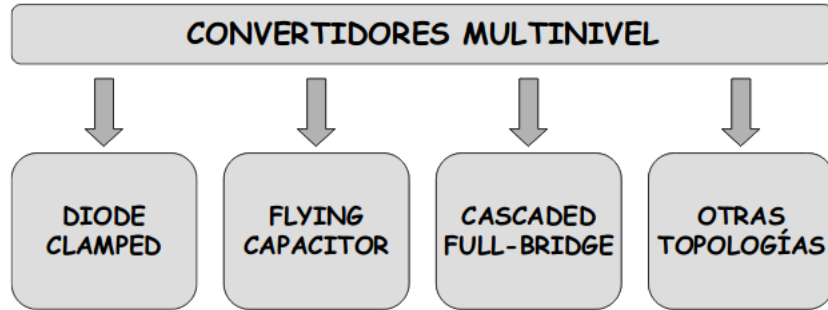 CONVERTIDORES MULTINIVEL
DIODE
CLAMPED
FLYING
CAPACITOR
CASCADED
FULL-BRIDGE
OTRAS
TOPOLOGÍAS